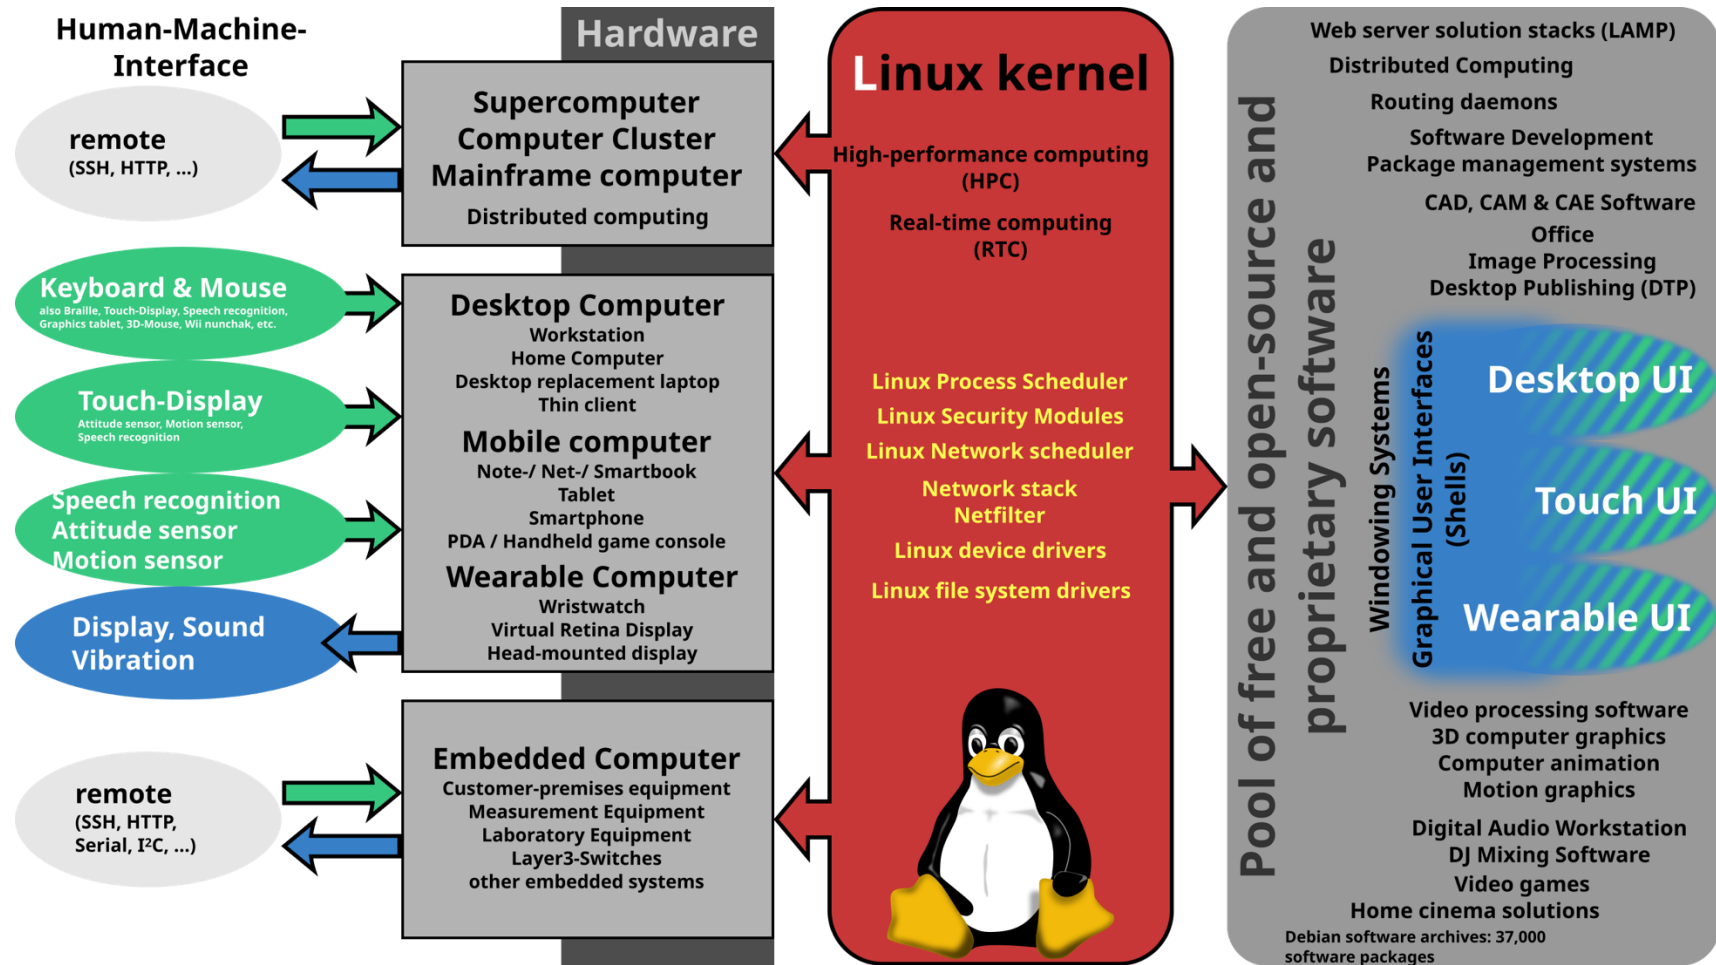 Human-Machine-
Interface
remote
(SSH, HTTP, ...)
Keyboard & Mouse
also Braille, Touch-Display, Speech recognition,
Graphics tablet, 3D-Mouse, Wii nunchak, etc.
Touch-Display
Attitude sensor, Motion sensor,
Speech recognition
Speech recognition
Attitude sensor
Motion sensor
Display, Sound
Vibration
remote
(SSH, HTTP,
Serial, I²C, ...)
Hardware
Supercomputer
Computer Cluster
Mainframe computer
Distributed computing
Desktop Computer
Workstation
Home Computer
Desktop replacement laptop
Thin client
Mobile computer
Note-/ Net-/ Smartbook
Tablet
Smartphone
PDA / Handheld game console
Wearable Computer
Wristwatch
Virtual Retina Display
Head-mounted display
Embedded Computer
Customer-premises equipment
Measurement Equipment
Laboratory Equipment
Layer3-Switches
other embedded systems
Linux kernel
High-performance computing
(HPC)
Real-time computing
(RTC)
Linux Process Scheduler
Linux Security Modules
Linux Network scheduler
Network stack
Netfilter
Linux device drivers
Linux file system drivers
Pool of free and open-source and
proprietary software
Web server solution stacks (LAMP)
Distributed Computing
Routing daemons
Software Development
Package management systems
CAD, CAM & CAE Software
Office
Image Processing
Desktop Publishing (DTP)
Windowing Systems
Graphical User Interfaces
(Shells)
Desktop UI
Touch UI
Wearable UI
Video processing software
3D computer graphics
Computer animation
Motion graphics
Digital Audio Workstation
DJ Mixing Software
Video games
Home cinema solutions
Debian software archives: 37,000
software packages